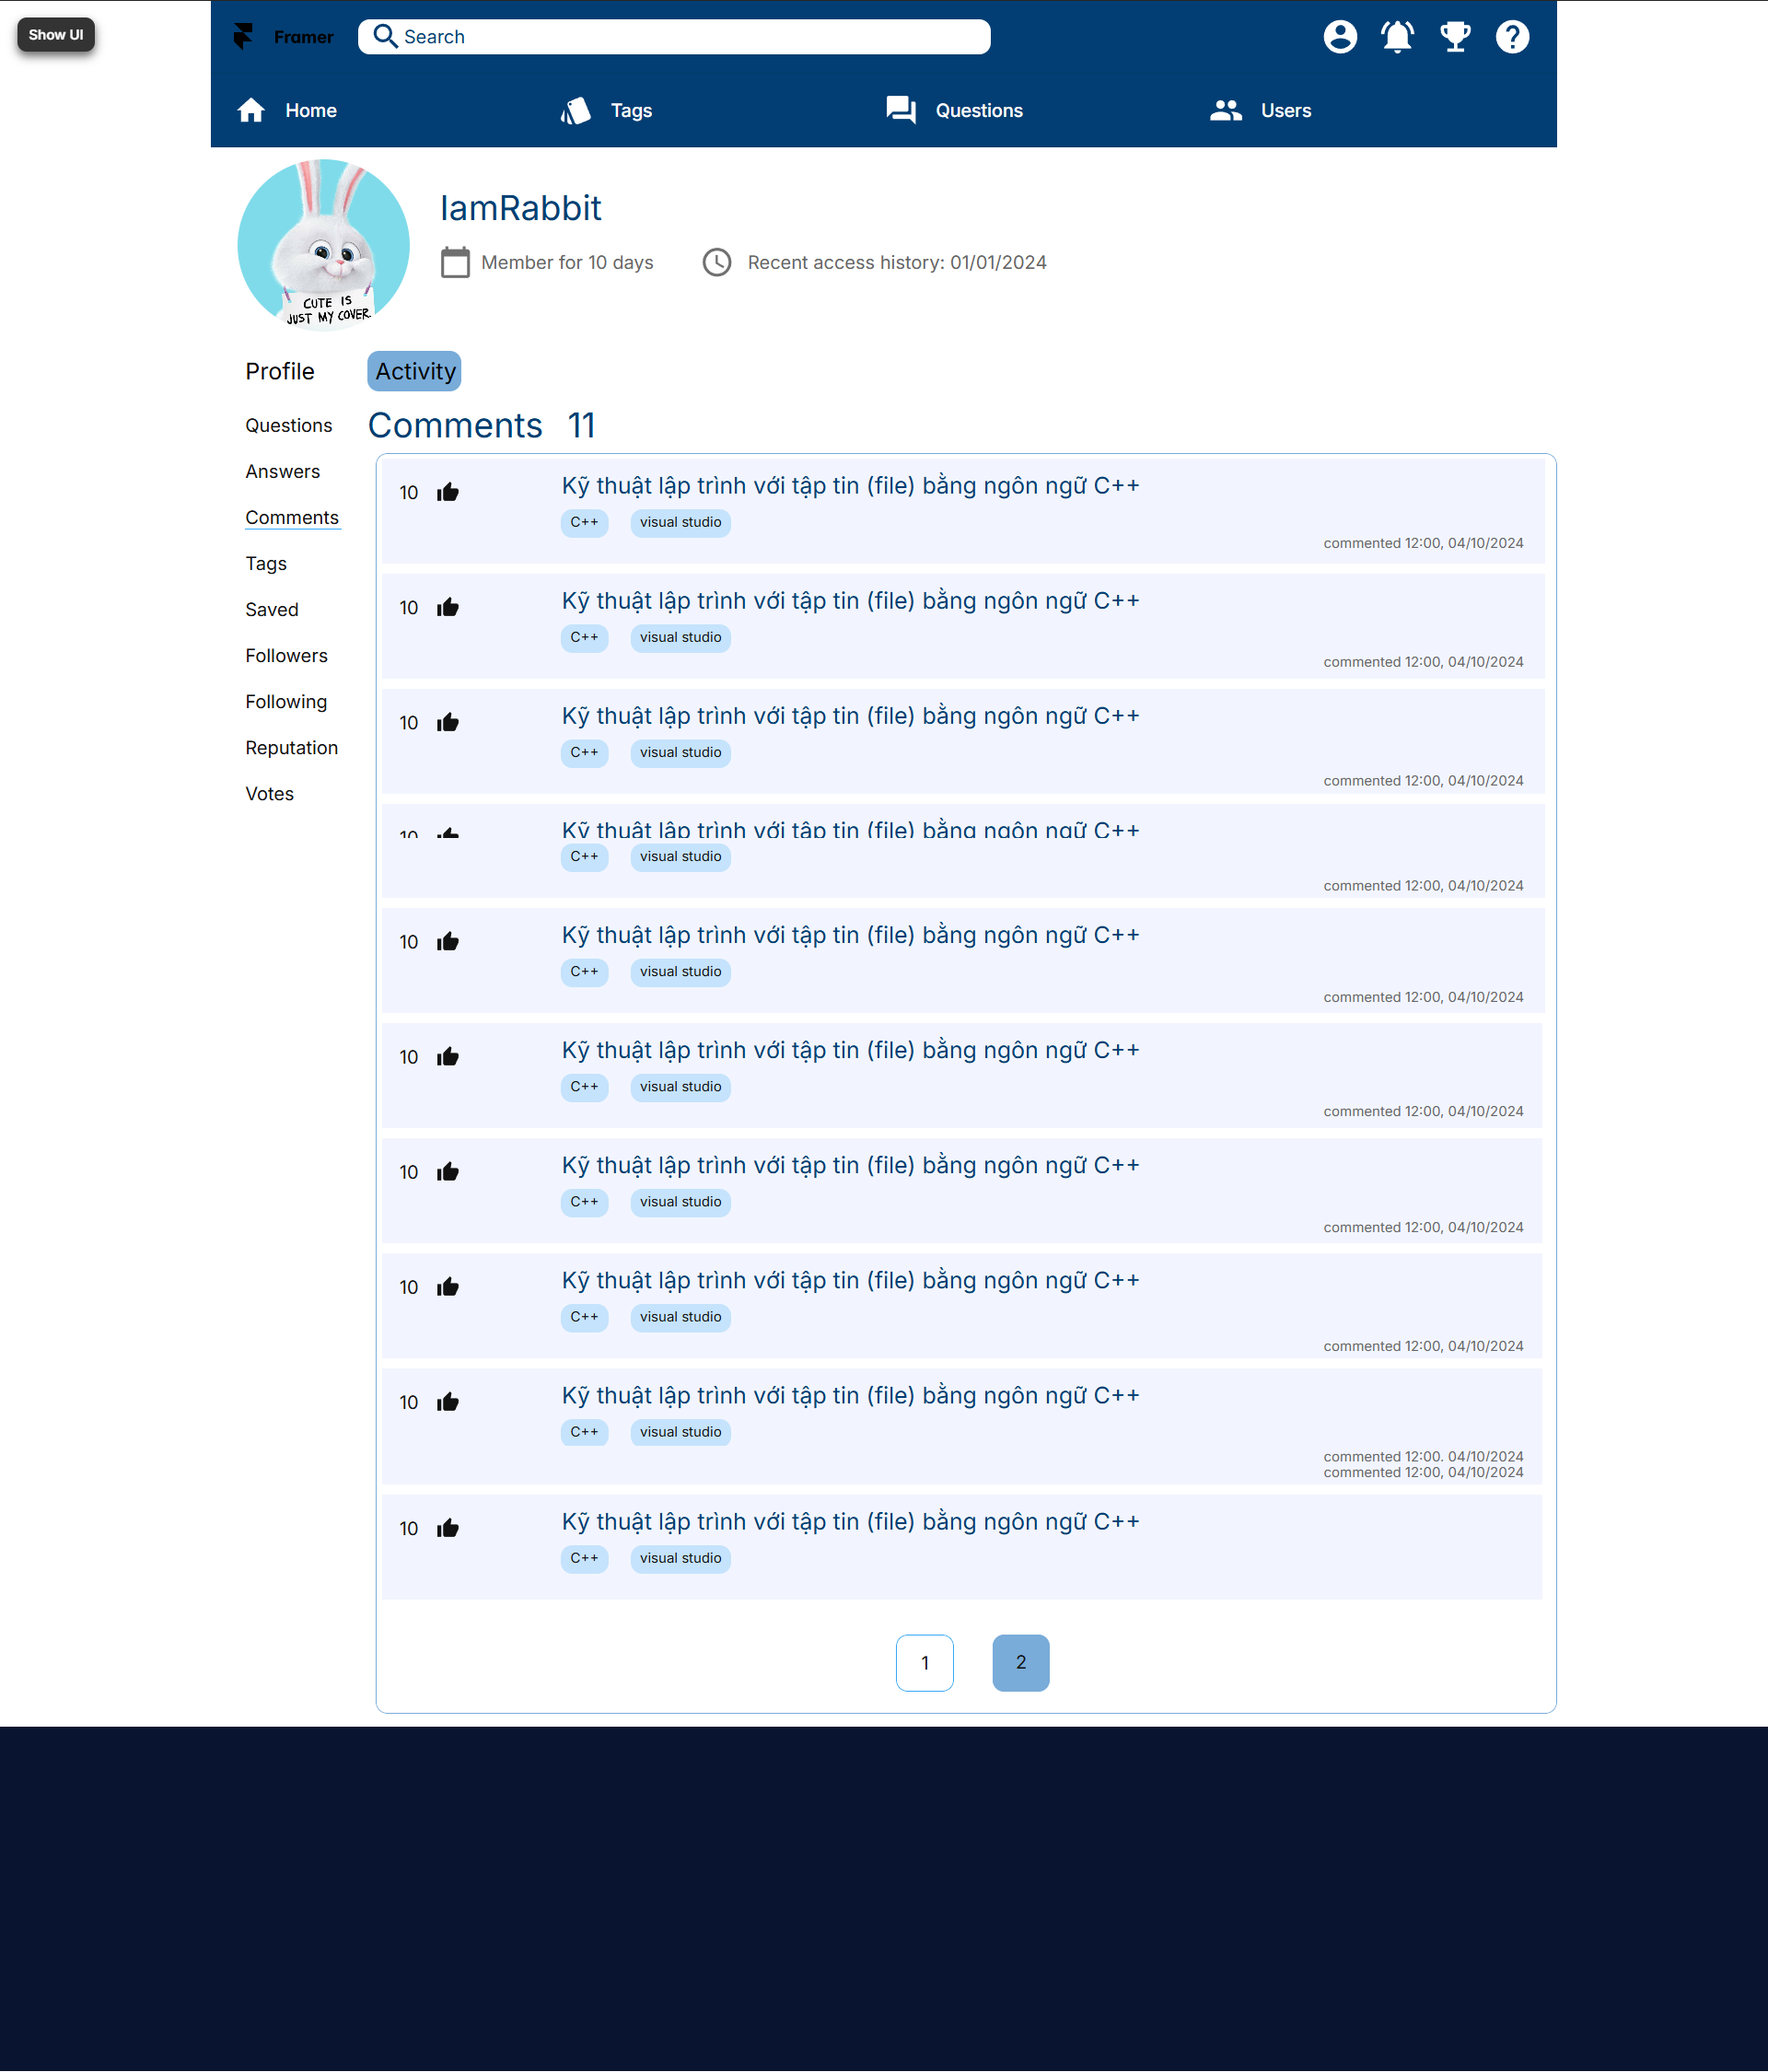 Show UI
Framer
Search
Home
Tags
Questions
Users
CUTE IS
JUST MY COVER
IamRabbit
Member for 10 days
Recent access history: 01/01/2024
Profile
Activity
Questions
Answers
Comments
Tags
Saved
Followers
Following
Reputation
Votes
Comments 11
10
Kỹ thuật lập trình với tập tin (file) bằng ngôn ngữ C++
C++
visual studio
commented 12:00, 04/10/2024
10
Kỹ thuật lập trình với tập tin (file) bằng ngôn ngữ C++
C++
visual studio
commented 12:00, 04/10/2024
10
Kỹ thuật lập trình với tập tin (file) bằng ngôn ngữ C++
C++
visual studio
commented 12:00, 04/10/2024
10
Kỹ thuật lập trình với tập tin (file) bằng ngôn ngữ C++
C++
visual studio
commented 12:00, 04/10/2024
10
Kỹ thuật lập trình với tập tin (file) bằng ngôn ngữ C++
C++
visual studio
commented 12:00, 04/10/2024
10
Kỹ thuật lập trình với tập tin (file) bằng ngôn ngữ C++
C++
visual studio
commented 12:00, 04/10/2024
10
Kỹ thuật lập trình với tập tin (file) bằng ngôn ngữ C++
C++
visual studio
commented 12:00, 04/10/2024
10
Kỹ thuật lập trình với tập tin (file) bằng ngôn ngữ C++
C++
visual studio
commented 12:00, 04/10/2024
10
Kỹ thuật lập trình với tập tin (file) bằng ngôn ngữ C++
C++
visual studio
commented 12:00, 04/10/2024
commented 12:00, 04/10/2024
10
Kỹ thuật lập trình với tập tin (file) bằng ngôn ngữ C++
C++
visual studio
1
2